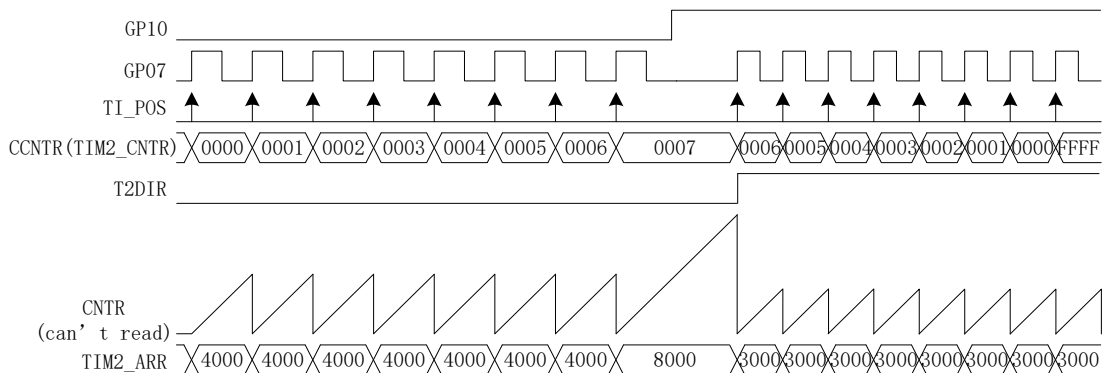 GP10
GP07
TI_POS
CCNTR(TIM2_CNTR) 0000 0001 0002 0003 0004 0005 0006 0007 0006 0005 0004 0003 0002 0001 0000 FFFF
T2DIR
CNTR
(can't read)
TIM2_ARR 4000 4000 4000 4000 4000 4000 4000 8000 3000 3000 3000 3000 3000 3000 3000 3000